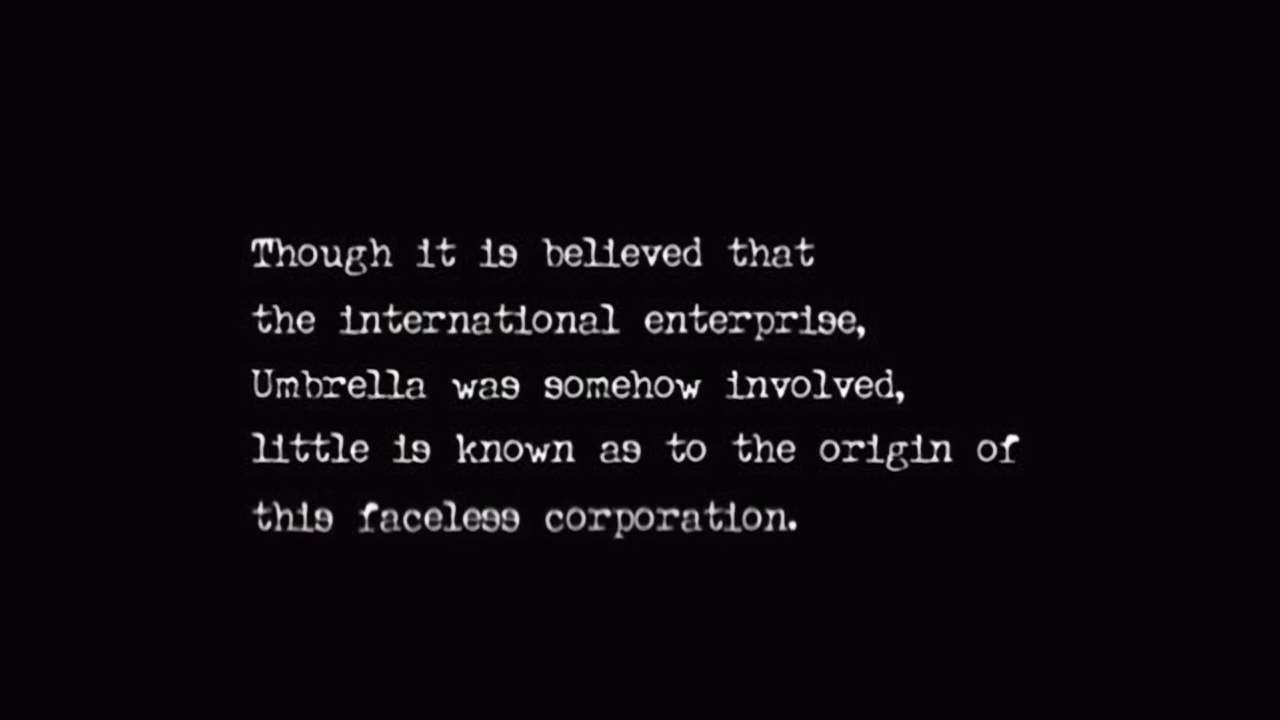 Though it is believed that
the international enterprise,
Umbrella was somehow involved,
little is known as to the origin of
this faceless corporation.